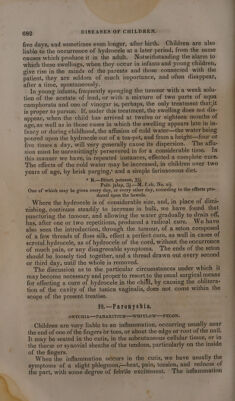 692 DISEASES OF CHILDREN.
five days, and sometimes even longer, after birth. Children are also
liable to the occurrence of hydrocele at a later period, from the same
causes which produce it in the adult. Notwithstanding the alarm to
which these swellings, when they occur in infants and young children,
give rise in the minds of the parents and those connected with the
patient, they are seldom of much importance, and often disappear,
after a time, spontaneously.
In young infants, frequently sponging the tumour with a weak solu-
tion of the acetate of lead, or with a mixture of two parts of aqua
camphorata and one of vinegar is, perhaps, the only treatment that it
is proper to pursue. If, under this treatment, the swelling does not dis-
appear, when the child has arrived at twelve or eighteen months of
age, as well as in those cases in which the swelling appears late in in-
fancy or during childhood, the affusion of cold water—the water being
poured upon the hydrocele out of a tea-pot, and from a height—four or
five times a day, will very generally cause its dispersion. The affu-
sion must be unremittingly persevered in for a considerable time. In
this manner we have, in repeated instances, effected a complete cure.
The effects of the cold water may be increased, in children over two
years of age, by brisk purging,* and a simple farinaceous diet.
* R.—Bitart. potassæ, ʒij.
Pulv. jalap, ʒj.—M. f. ch. No. xij.
One of which may be given every day, or every other day, according to the effects pro-
duced upon the bowels.
Where the hydrocele is of considerable size, and, in place of dimi-
nishing, continues steadily to increase in bulk, we have found that
puncturing the tumour, and allowing the water gradually to drain off,
has, after one or two repetitions, produced a radical cure. We have
also seen the introduction, through the tumour, of a seton composed
of a few threads of floss silk, effect a perfect cure, as well in cases of
scrotal hydrocele, as of hydrocele of the cord, without the occurrence
of much pain, or any disagreeable symptoms. The ends of the seton
should be loosely tied together, and a thread drawn out every second
or third day, until the whole is removed.
The discussion as to the particular circumstances under which it
may become necessary and proper to resort to the usual surgical means
for effecting a cure of hydrocele in the child, by causing the oblitera-
tion of the cavity of the tunica vaginalis, does not come within the
scope of the present treatise.
10.—Paronychia.
ONYCHIA—PANARITIUM—WHITLOW—FELON.
Children are very liable to an inflammation, occurring usually near
the end of one of the fingers or toes, or about the edge or root of the nail.
It may be seated in the cutis, in the subcutaneous cellular tissue, or in
the thecæ or synovial sheaths of the tendons, particularly on the inside
of the fingers.
When the inflammation occurs in the cutis, we have usually the
symptoms of a slight phlegmon,—heat, pain, tension, and redness of
the part, with some degree of febrile excitement. The inflammation